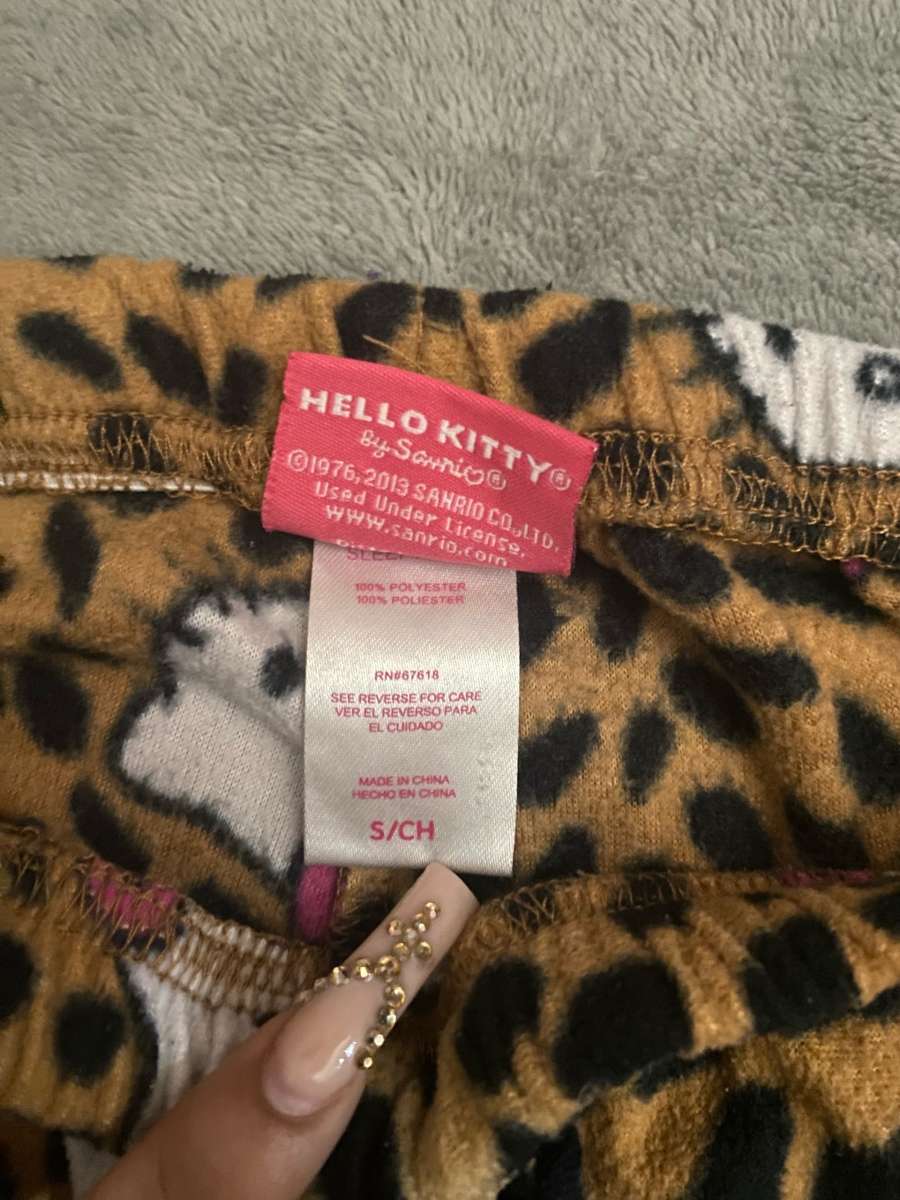 HELLO KITTY®
By Sanrio®
©1976, 2013 SANRIO CO., LTD.
Used Under License.
www.sanrio.com
100% POLYESTER
100% POLIESTER
RN#67618
SEE REVERSE FOR CARE
VER EL REVERSO PARA
EL CUIDADO
MADE IN CHINA
HECHO EN CHINA
S/CH